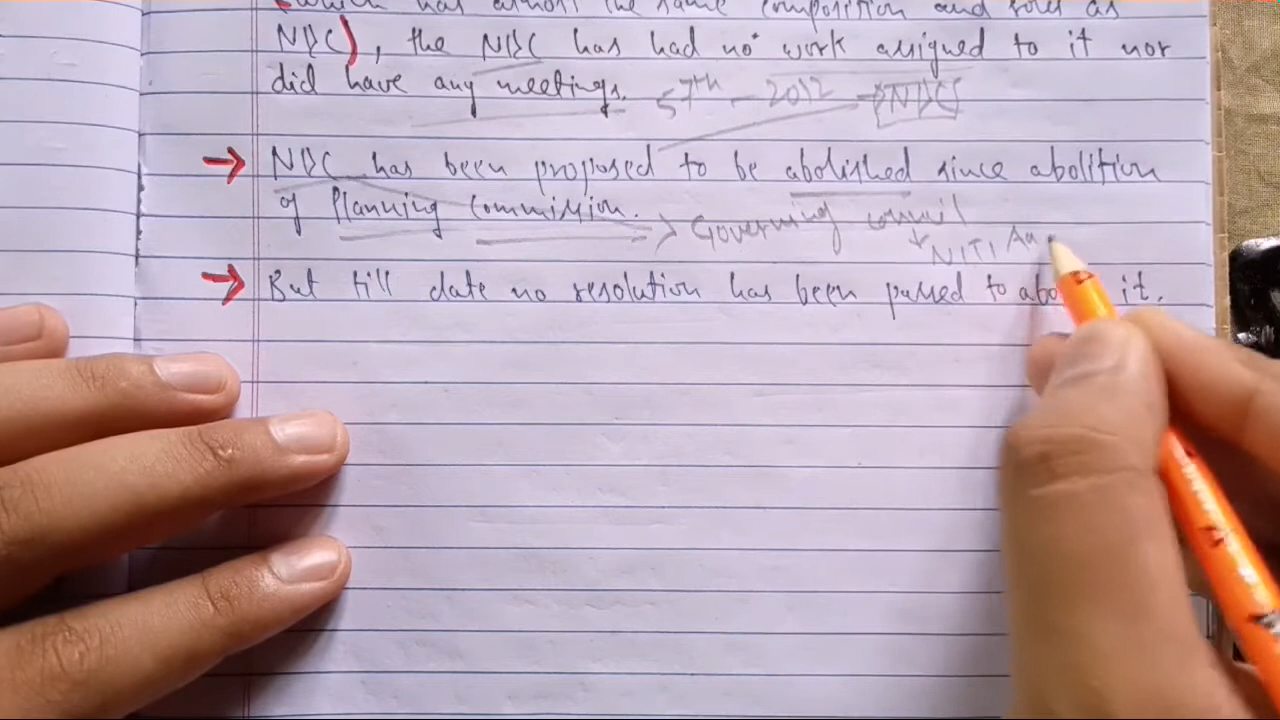 (which has almost the same composition and roles as
NDC), the NDC has had no work assigned to it nor
did have any meetings. 57th - 2012 → NDC
→ NDC has been proposed to be abolished since abolition
of Planning Commission. → Governing council
↓ NITI Aa
→ But till date no resolution has been passed to abo it.